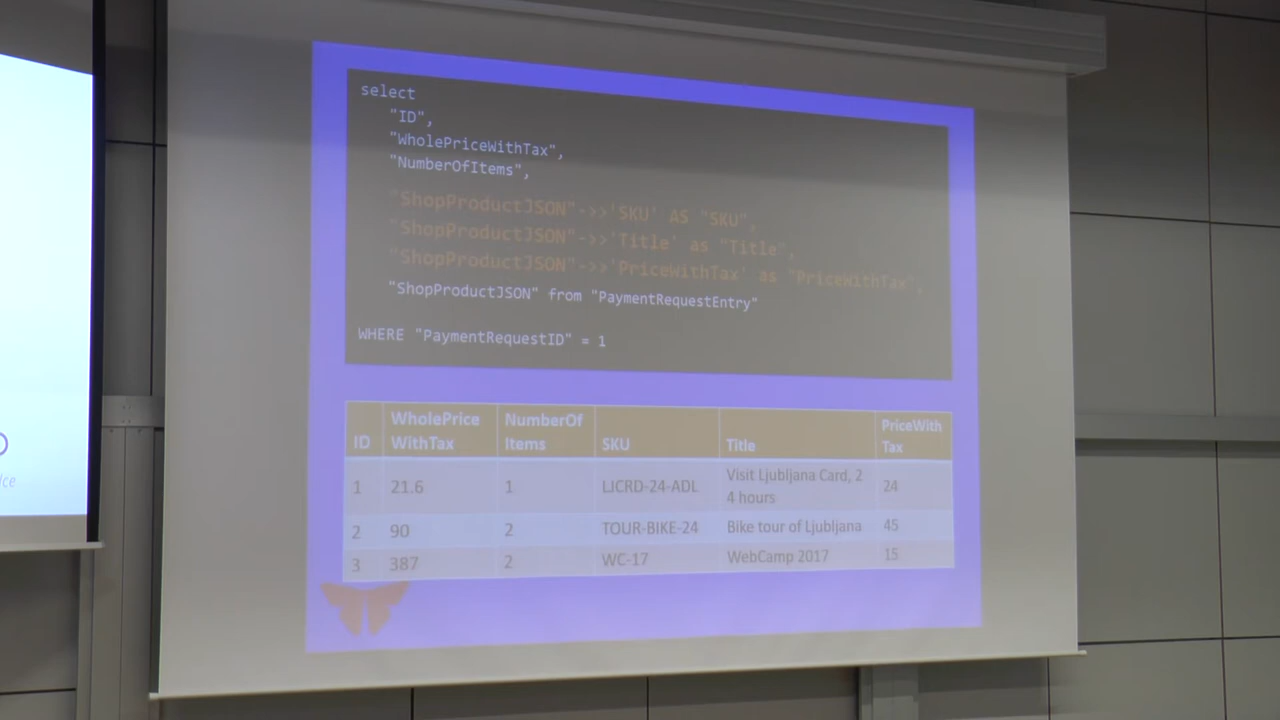 select
"ID",
"WholePriceWithTax",
"NumberOfItems",
"ShopProductJSON"->>'SKU' AS "SKU",
"ShopProductJSON"->>'Title' as "Title",
"ShopProductJSON"->>'PriceWithTax' as "PriceWithTax",
"ShopProductJSON" from "PaymentRequestEntry"
WHERE "PaymentRequestID" = 1
ID WholePrice WithTax NumberOf Items SKU Title PriceWith Tax
1 21.6 1 LJCRD-24-ADL Visit Ljubljana Card, 2 4 hours 24
2 90 2 TOUR-BIKE-24 Bike tour of Ljubljana 45
3 387 2 WC-17 WebCamp 2017 15